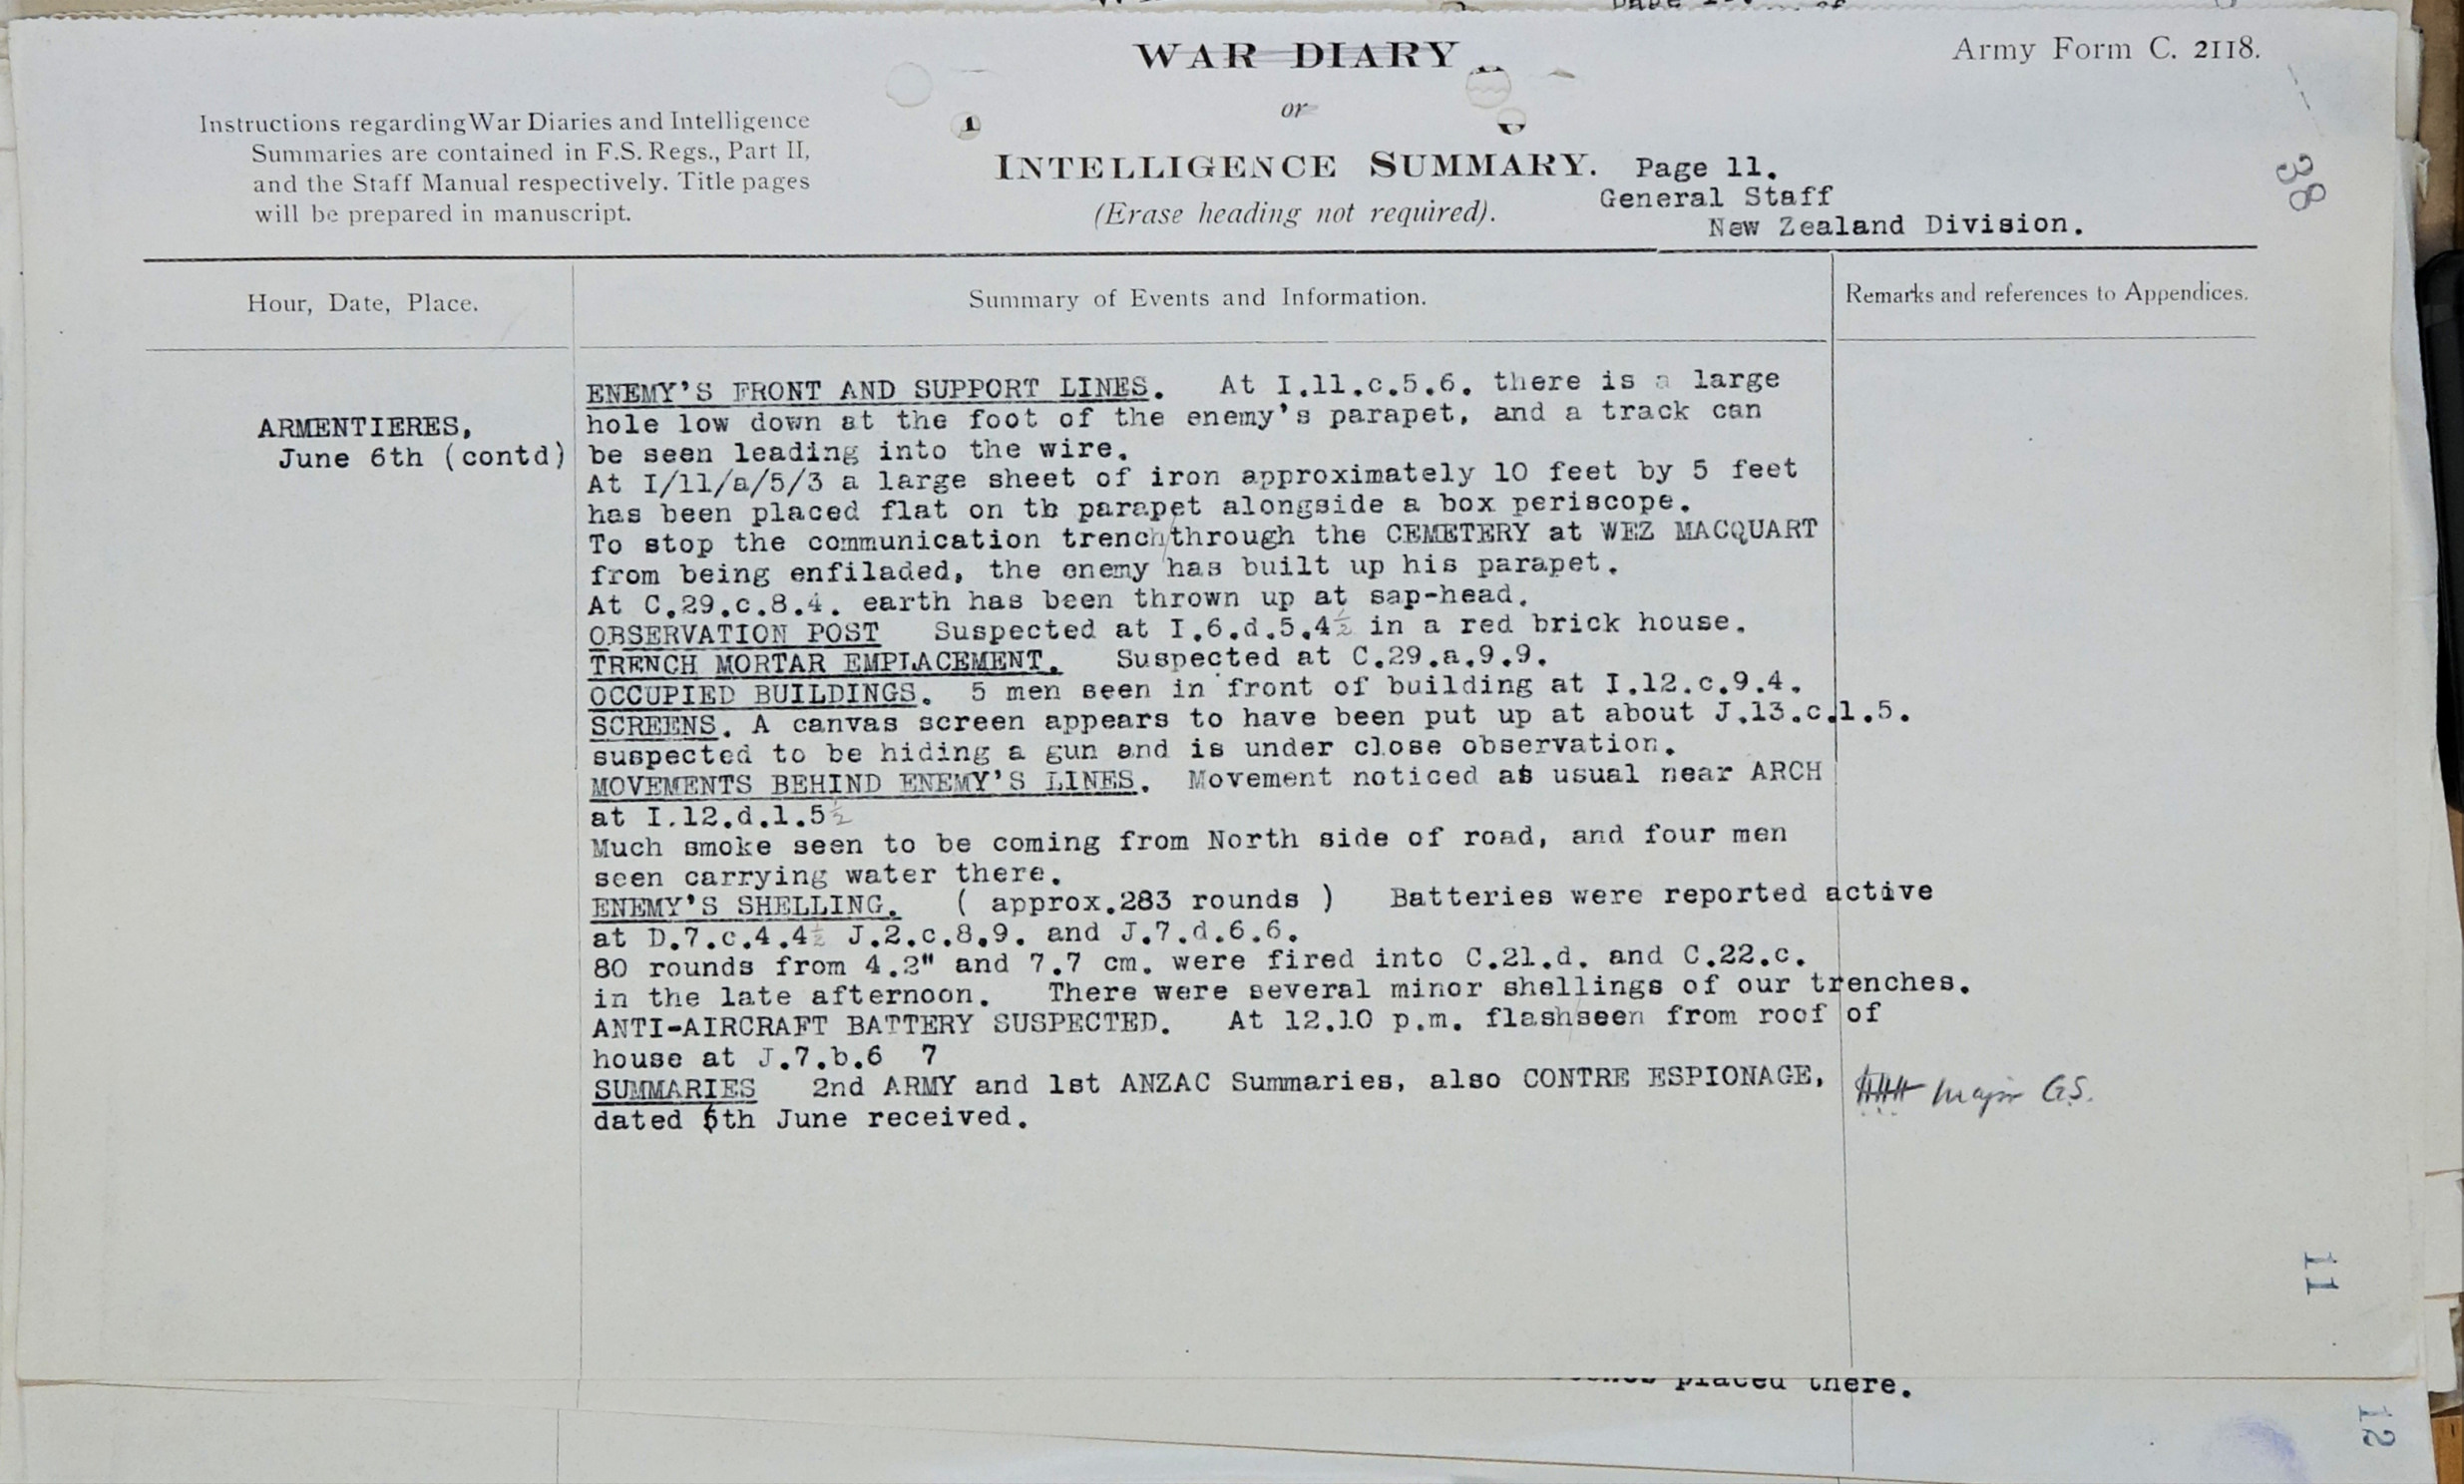 WAR DIARY
or
INTELLIGENCE SUMMARY.
(Erase heading not required).
Army Form C. 2118.
Instructions regarding War Diaries and Intelligence
Summaries are contained in F.S. Regs., Part II,
and the Staff Manual respectively. Title pages
will be prepared in manuscript.
Page 11.
General Staff
New Zealand Division.
38
Hour, Date, Place.
Summary of Events and Information.
Remarks and references to Appendices.
ARMENTIERES,
June 6th (contd)
ENEMY'S FRONT AND SUPPORT LINES. At I.11.c.5.6. there is a large
hole low down at the foot of the enemy's parapet, and a track can
be seen leading into the wire.
At I/11/a/5/3 a large sheet of iron approximately 10 feet by 5 feet
has been placed flat on th parapet alongside a box periscope.
To stop the communication trench/through the CEMETERY at WEZ MACQUART
from being enfiladed, the enemy has built up his parapet.
At C.29.c.8.4. earth has been thrown up at sap-head.
OBSERVATION POST Suspected at I.6.d.5.4½ in a red brick house.
TRENCH MORTAR EMPLACEMENT. Suspected at C.29.a.9.9.
OCCUPIED BUILDINGS. 5 men seen in front of building at I.12.c.9.4.
SCREENS. A canvas screen appears to have been put up at about J.13.c.1.5.
suspected to be hiding a gun and is under close observation.
MOVEMENTS BEHIND ENEMY'S LINES. Movement noticed as usual near ARCH
at I.12.d.1.5½
Much smoke seen to be coming from North side of road, and four men
seen carrying water there.
ENEMY'S SHELLING. ( approx.283 rounds ) Batteries were reported active
at D.7.c.4.4½ J.2.c.8.9. and J.7.d.6.6.
80 rounds from 4.2" and 7.7 cm. were fired into C.21.d. and C.22.c.
in the late afternoon. There were several minor shellings of our trenches.
ANTI-AIRCRAFT BATTERY SUSPECTED. At 12.10 p.m. flash/seen from roof of
house at J.7.b.6 7
SUMMARIES 2nd ARMY and 1st ANZAC Summaries, also CONTRE ESPIONAGE,
dated 6th June received.
Major G.S.
11
placed there.
12